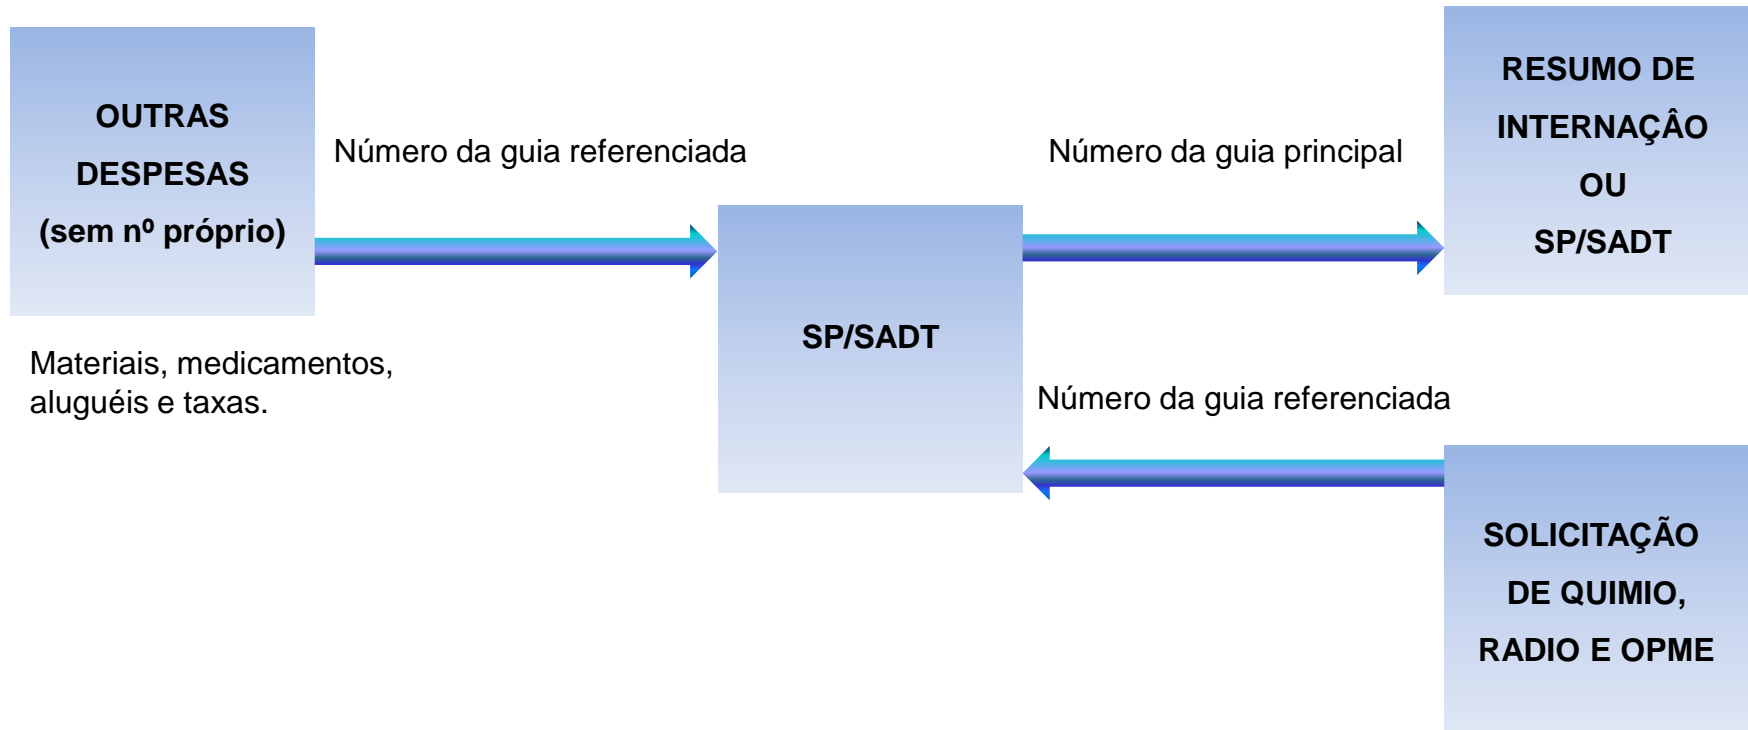 OUTRAS
DESPESAS
(sem nº próprio)
Materiais, medicamentos,
aluguéis e taxas.
Número da guia referenciada
SP/SADT
Número da guia principal
RESUMO DE
INTERNAÇÂO
OU
SP/SADT
Número da guia referenciada
SOLICITAÇÃO
DE QUIMIO,
RADIO E OPME